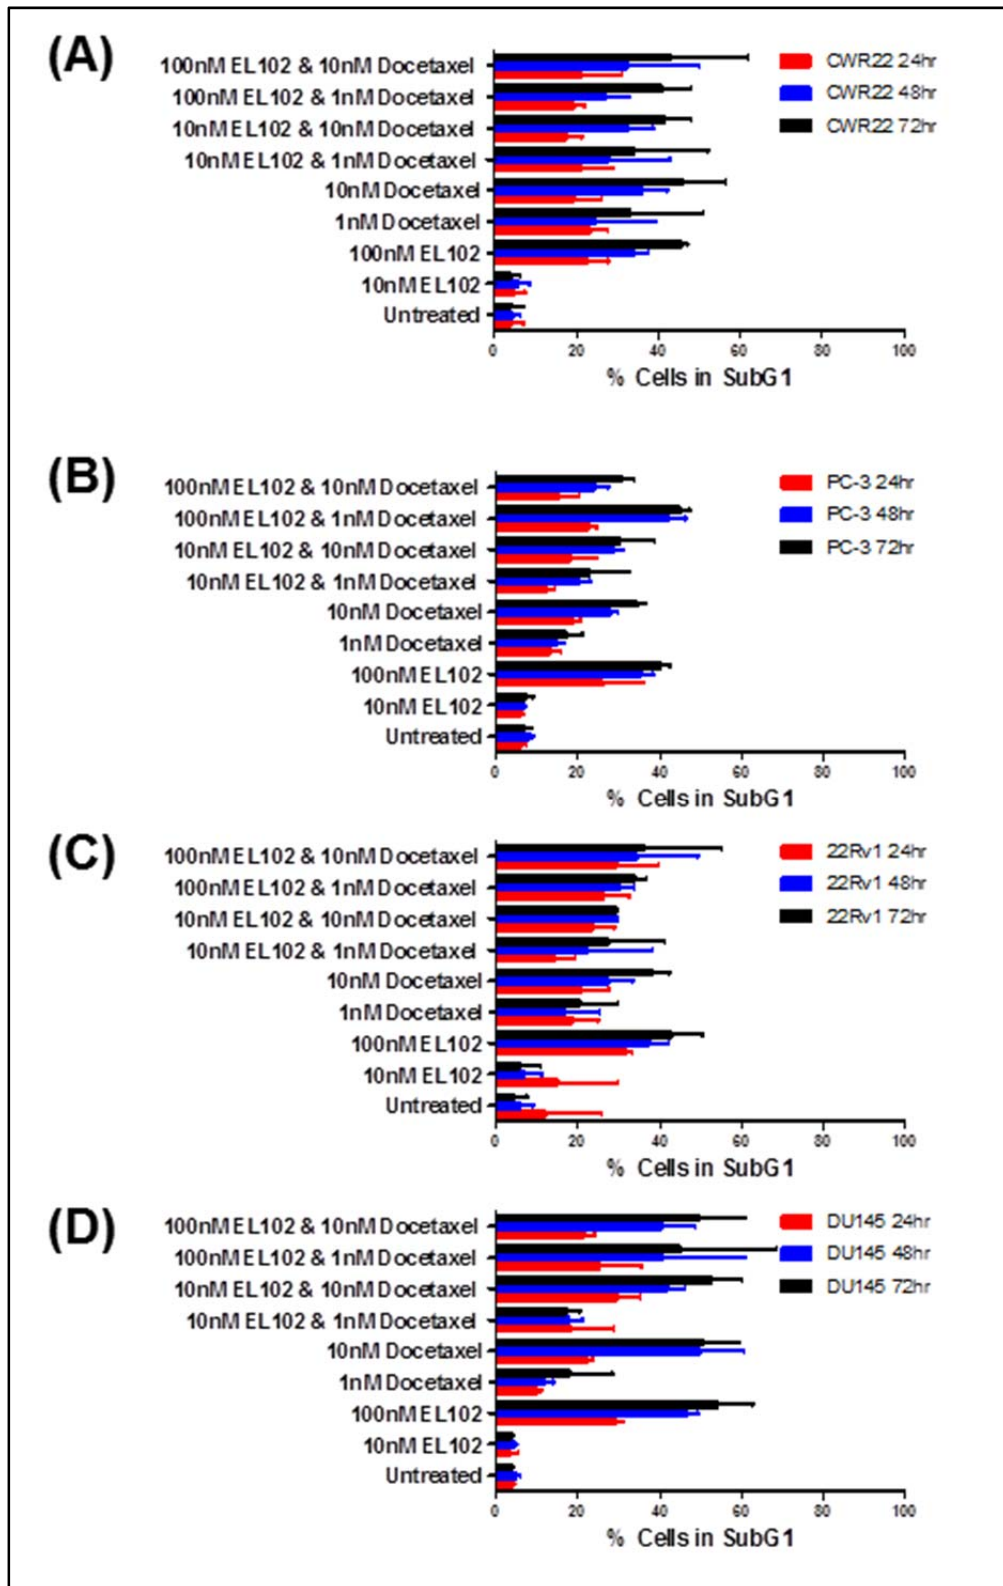 (A)
100nM EL102 & 10nM Docetaxel
100nM EL102 & 1nM Docetaxel
10nM EL102 & 10nM Docetaxel
10nM EL102 & 1nM Docetaxel
10nM Docetaxel
1nM Docetaxel
100nM EL102
10nM EL102
Untreated
CWR22 24hr
CWR22 48hr
CWR22 72hr
0 20 40 60 80 100
% Cells in SubG1
(B)
100nM EL102 & 10nM Docetaxel
100nM EL102 & 1nM Docetaxel
10nM EL102 & 10nM Docetaxel
10nM EL102 & 1nM Docetaxel
10nM Docetaxel
1nM Docetaxel
100nM EL102
10nM EL102
Untreated
PC-3 24hr
PC-3 48hr
PC-3 72hr
0 20 40 60 80 100
% Cells in SubG1
(C)
100nM EL102 & 10nM Docetaxel
100nM EL102 & 1nM Docetaxel
10nM EL102 & 10nM Docetaxel
10nM EL102 & 1nM Docetaxel
10nM Docetaxel
1nM Docetaxel
100nM EL102
10nM EL102
Untreated
22Rv1 24hr
22Rv1 48hr
22Rv1 72hr
0 20 40 60 80 100
% Cells in SubG1
(D)
100nM EL102 & 10nM Docetaxel
100nM EL102 & 1nM Docetaxel
10nM EL102 & 10nM Docetaxel
10nM EL102 & 1nM Docetaxel
10nM Docetaxel
1nM Docetaxel
100nM EL102
10nM EL102
Untreated
DU145 24hr
DU145 48hr
DU145 72hr
0 20 40 60 80 100
% Cells in SubG1